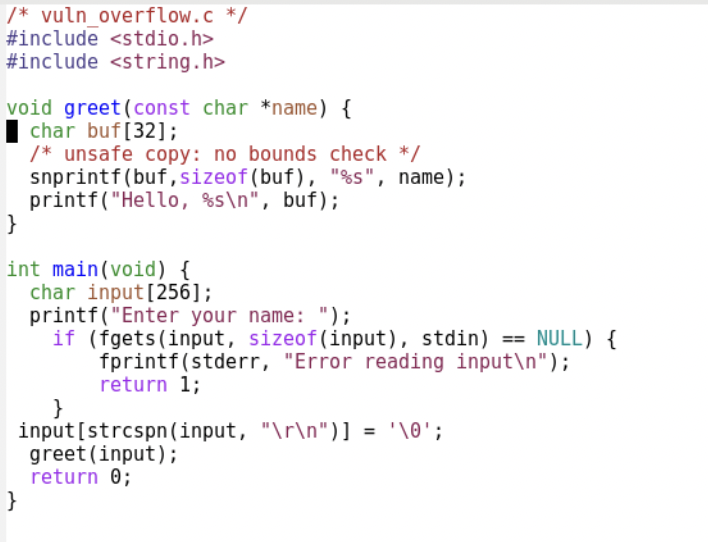 /* vuln_overflow.c */
#include <stdio.h>
#include <string.h>

void greet(const char *name) {
  char buf[32];
  /* unsafe copy: no bounds check */
  snprintf(buf,sizeof(buf), "%s", name);
  printf("Hello, %s\n", buf);
}

int main(void) {
  char input[256];
  printf("Enter your name: ");
    if (fgets(input, sizeof(input), stdin) == NULL) {
        fprintf(stderr, "Error reading input\n");
        return 1;
    }
 input[strcspn(input, "\r\n")] = '\0';
  greet(input);
  return 0;
}